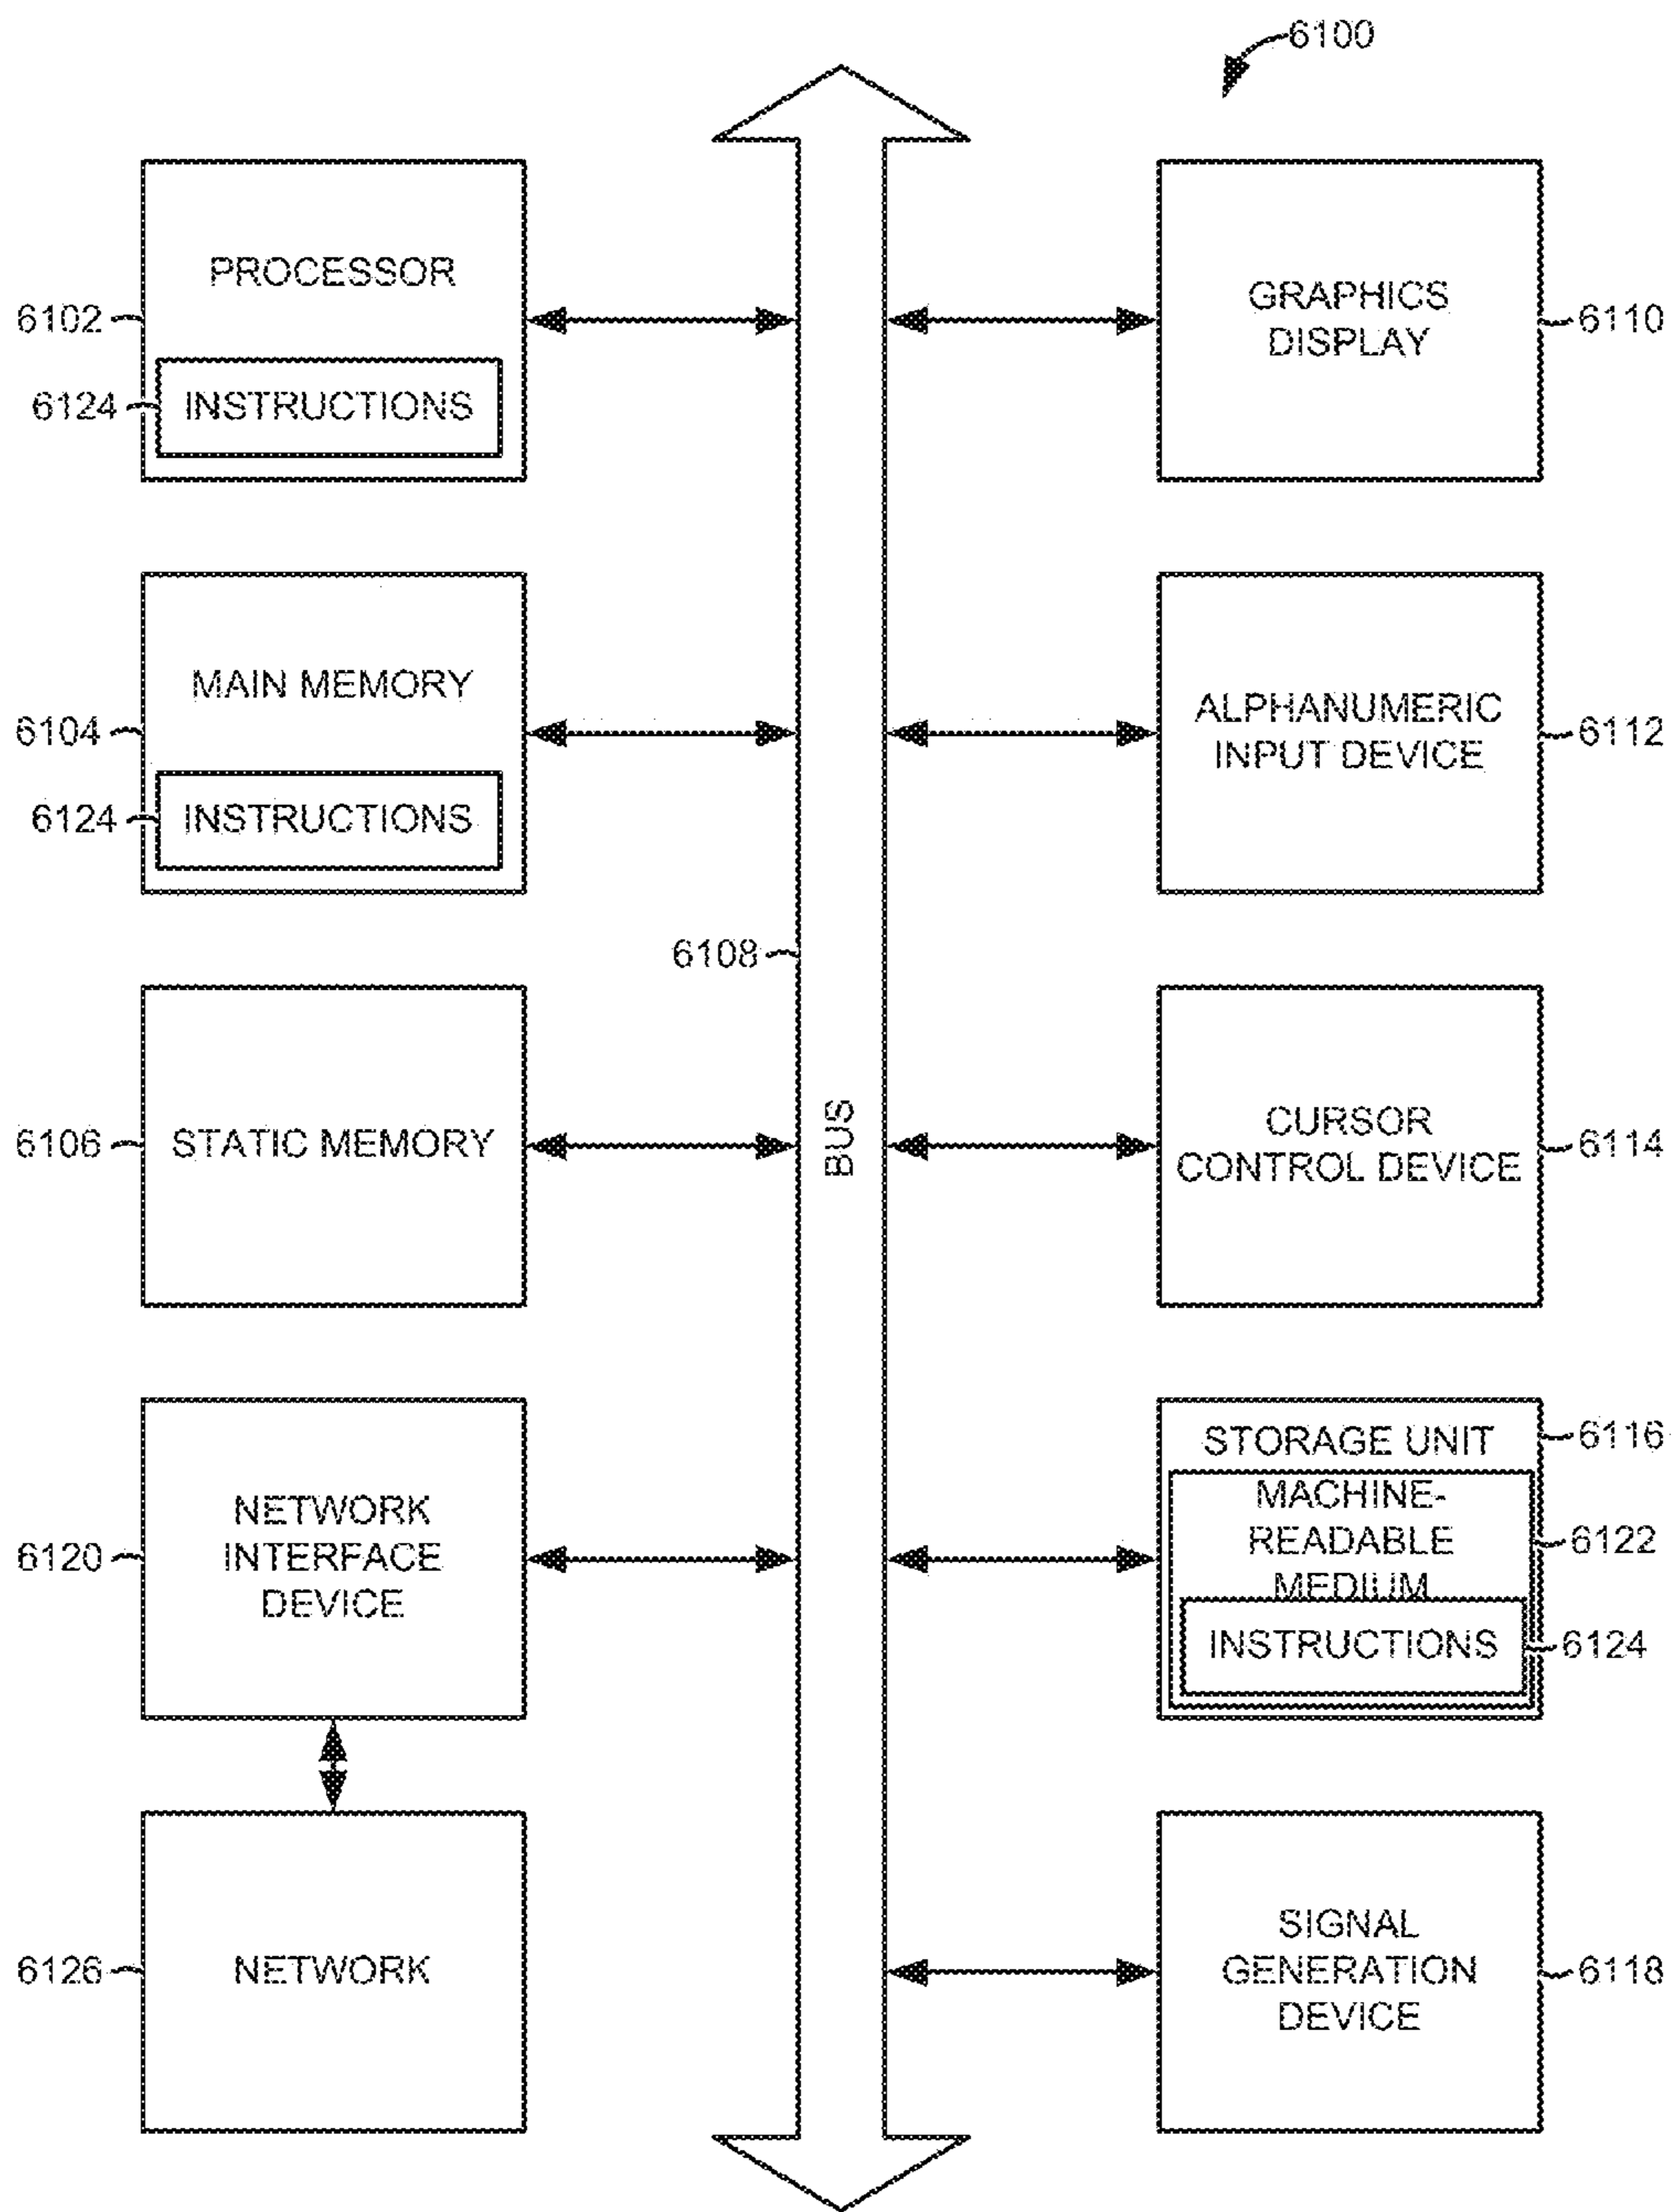 6100
PROCESSOR
6102
6124
INSTRUCTIONS
GRAPHICS
DISPLAY
6110
MAIN MEMORY
6104
6124
INSTRUCTIONS
ALPHANUMERIC
INPUT DEVICE
6112
6108
BUS
STATIC MEMORY
6106
CURSOR
CONTROL DEVICE
6114
NETWORK
INTERFACE
DEVICE
6120
STORAGE UNIT
6116
MACHINE-
READABLE
MEDIUM
6122
INSTRUCTIONS
6124
NETWORK
6126
SIGNAL
GENERATION
DEVICE
6118